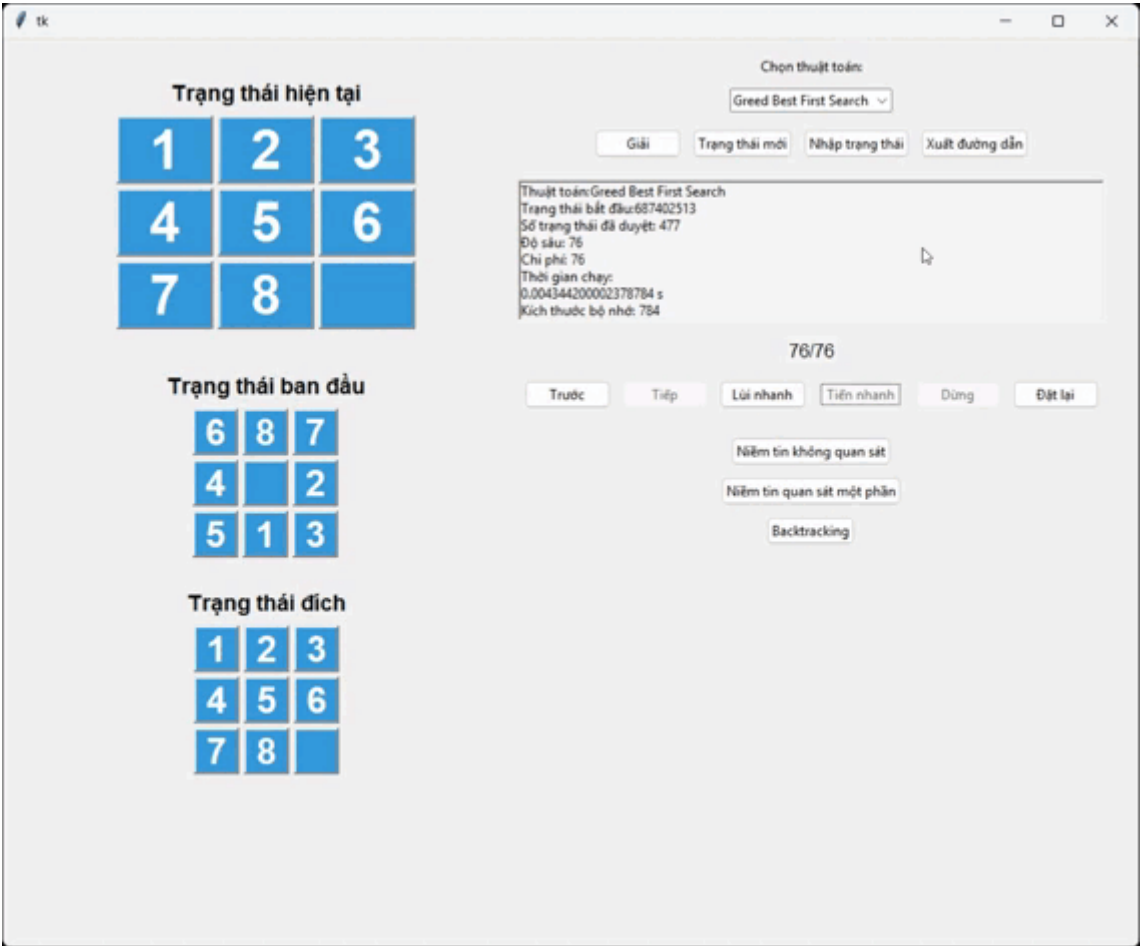 tk
Chọn thuật toán:
Greed Best First Search
Giải Trạng thái mới Nhập trạng thái Xuất đường dẫn
Thuật toán:Greed Best First Search
Trạng thái bắt đầu:687402513
Số trạng thái đã duyệt: 477
Độ sâu: 76
Chi phí: 76
Thời gian chạy:
0.004344200002378784 s
Kích thước bộ nhớ: 784
76/76
Trước Tiếp Lùi nhanh Tiến nhanh Dừng Đặt lại
Niềm tin không quan sát
Niềm tin quan sát một phần
Backtracking
Trạng thái hiện tại
1 2 3
4 5 6
7 8
Trạng thái ban đầu
6 8 7
4 2
5 1 3
Trạng thái đích
1 2 3
4 5 6
7 8